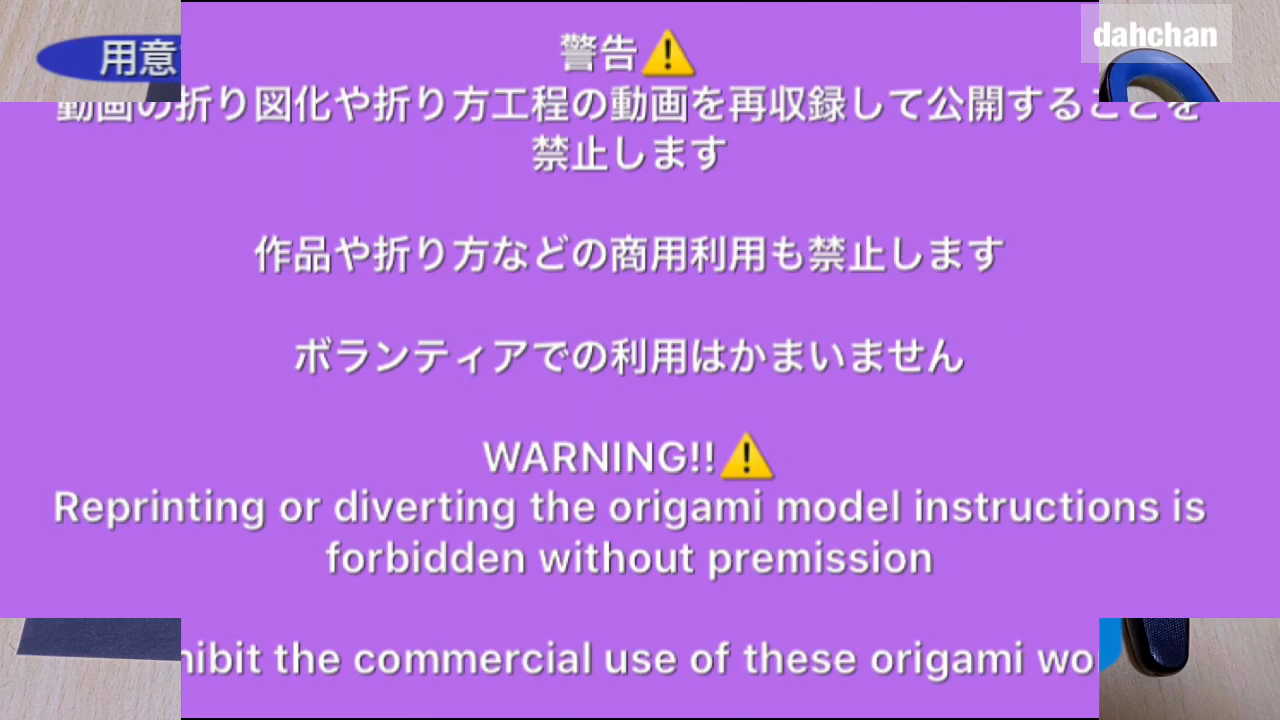 用意
dahchan
警告⚠️
動画の折り図化や折り方工程の動画を再収録して公開することを
禁止します
作品や折り方などの商用利用も禁止します
ボランティアでの利用はかまいません
WARNING!!⚠️
Reprinting or diverting the origami model instructions is
forbidden without premission
hibit the commercial use of these origami wo